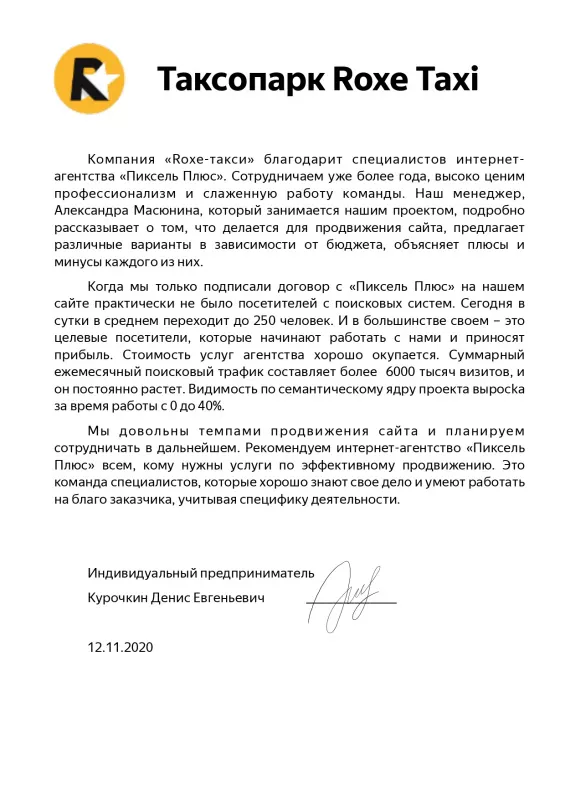 Таксопарк Roxe Taxi
Компания «Roxe-такси» благодарит специалистов интернет-
агентства «Пиксель Плюс». Сотрудничаем уже более года, высоко ценим
профессионализм и слаженную работу команды. Наш менеджер,
Александра Масюнина, который занимается нашим проектом, подробно
рассказывает о том, что делается для продвижения сайта, предлагает
различные варианты в зависимости от бюджета, объясняет плюсы и
минусы каждого из них.
Когда мы только подписали договор с «Пиксель Плюс» на нашем
сайте практически не было посетителей с поисковых систем. Сегодня в
сутки в среднем переходит до 250 человек. И в большинстве своем – это
целевые посетители, которые начинают работать с нами и приносят
прибыль. Стоимость услуг агентства хорошо окупается. Суммарный
ежемесячный поисковый трафик составляет более  6000 тысяч визитов, и
он постоянно растет. Видимость по семантическому ядру проекта выросkа
за время работы с 0 до 40%.
Мы довольны темпами продвижения сайта и планируем
сотрудничать в дальнейшем. Рекомендуем интернет-агентство «Пиксель
Плюс» всем, кому нужны услуги по эффективному продвижению. Это
команда специалистов, которые хорошо знают свое дело и умеют работать
на благо заказчика, учитывая специфику деятельности.
Индивидуальный предприниматель
Курочкин Денис Евгеньевич
12.11.2020